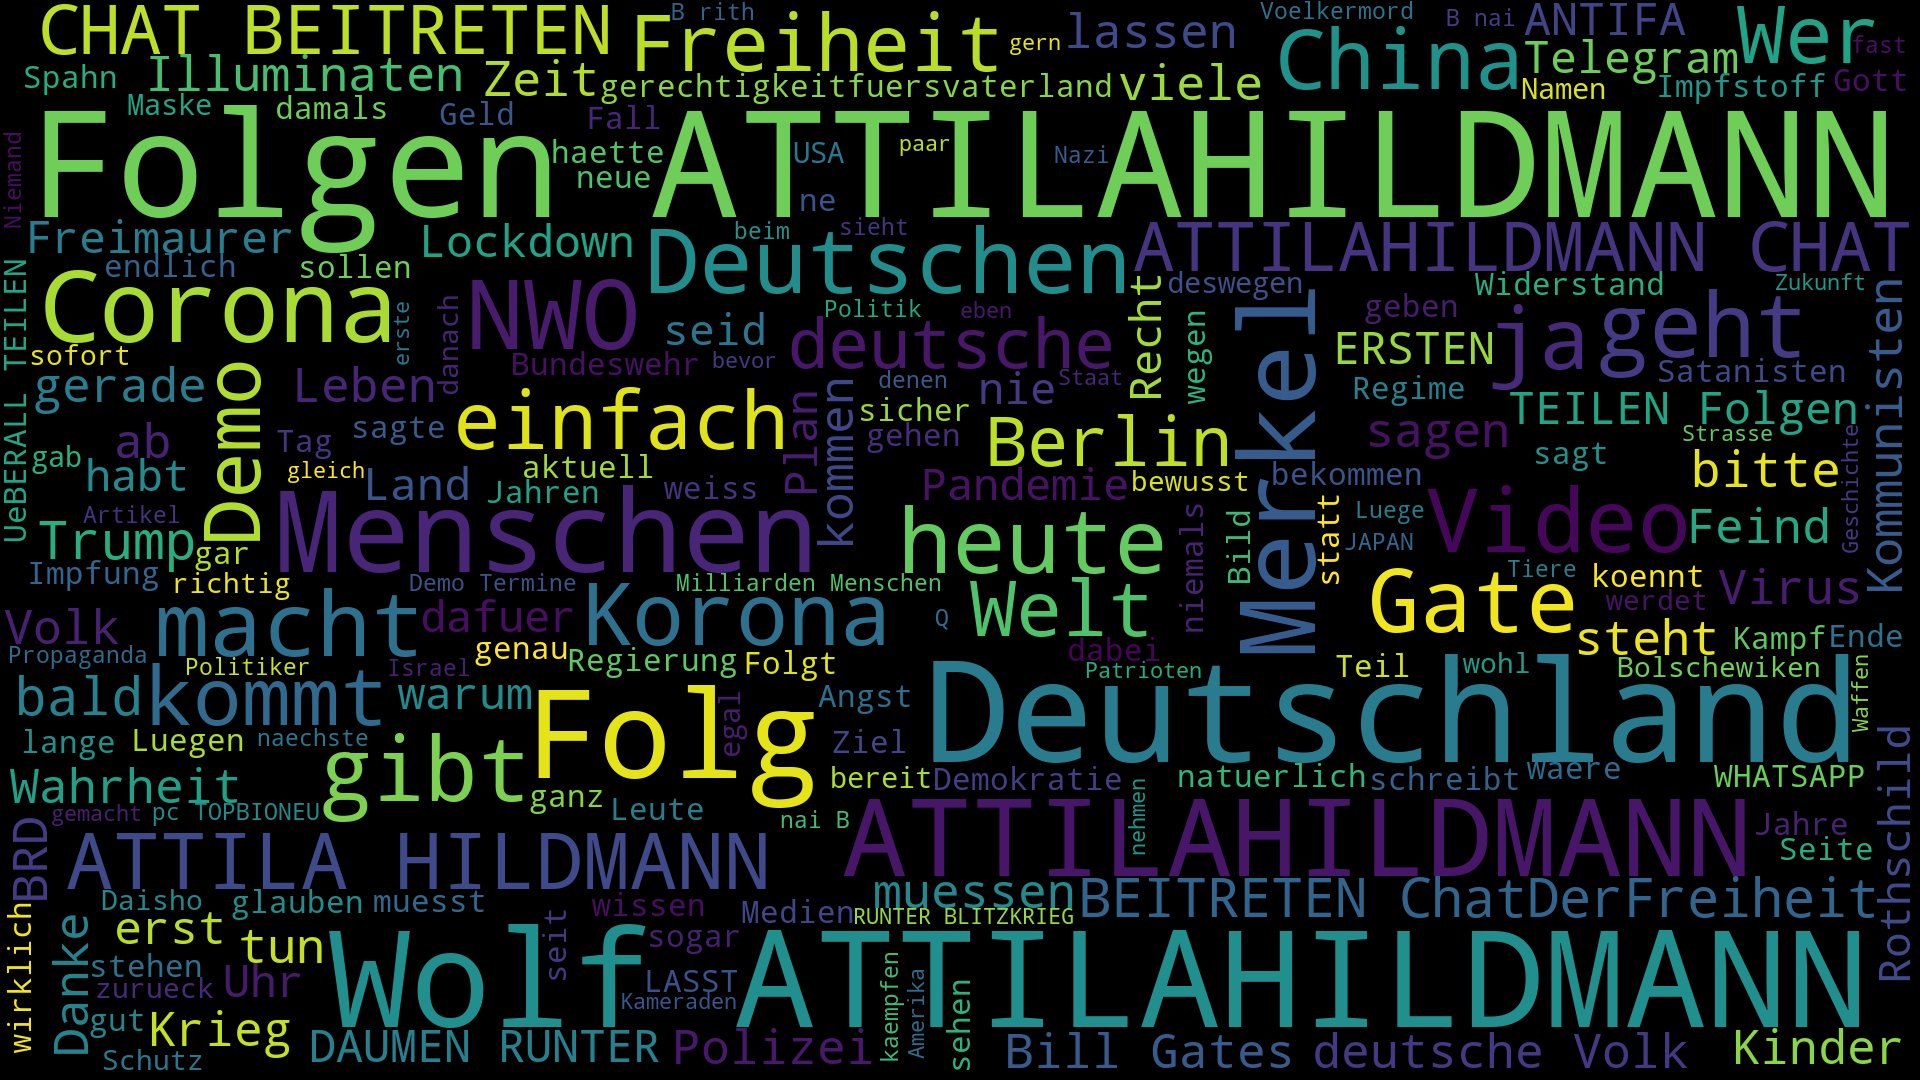 CHAT BEITRETEN
Freiheit
B rith
gern
lassen
Voelkermord
B nai
ANTIFA
China
Telegram
Wer
fast
Spahn
Illuminaten
Zeit
gerechtigkeitfuersvaterland
viele
Namen
Impfstoff
Gott
Maske
damals
Geld
Fall
Niemand
Folgen ATTILAHILDMANN
haette
neue
USA
paar
Nazi
ne
Freimaurer
Lockdown
Deutschen
beim
sieht
ATTILAHILDMANN CHAT
endlich
sollen
UeBERALL TEILEN
Corona
erste
danach
NWO
seid
Politik
eben
deutsche
Recht
deswegen
wegen
Widerstand
Zukunft
geben
ERSTEN
ja
geht
Kommunisten
sofort
Bundeswehr
bevor
Merkel
gerade
Demo
Leben
einfach
Plan
kommen
denen
nie
Staat
sicher
gehen
Berlin
Regime
Satanisten
TEILEN Folgen
sagen
Strasse
sagt
Geschichte
ab
Tag
sagte
gab
habt
gleich
Land
aktuell
Jahren
weiss
Pandemie
bewusst
bekommen
bitte
Artikel
Trump
gar
Menschen
heute
niemals
Bild
statt
Luege
JAPAN
Video
Feind
Impfung
richtig
Demo Termine
Milliarden Menschen
Tiere
koennt
Virus
Volk
macht
dafuer
Korona
Q
Welt
Gate
werdet
steht
Kampf
Ende
Propaganda
Politiker
Israel
genau
Regierung
Folgt
dabei
Patrioten
Teil
wohl
Bolschewiken
Waffen
bald
kommt
warum
Folg
egal
Angst
Deutschland
lange
Luegen
naechste
gibt
Ziel
Rothschild
Wahrheit
ganz
Leute
bereit
Demokratie
nehmen
natuerlich
schreibt
waere
WHATSAPP
gemacht
pc TOPBIONEU
nai B
ATTILAHILDMANN
Jahre
Seite
BRD
ATTILA HILDMANN
Daisho
glauben
muesst
wissen
Medien
muessen
RUNTER BLITZKRIEG
BEITRETEN ChatDerFreiheit
wirklich
Danke
erst
tun
Wolf ATTILAHILDMANN
seit
sogar
stehen
zurueck
Uhr
LASST
Kameraden
kaempfen
Amerika
sehen
gut
Krieg
Schutz
DAUMEN RUNTER
Polizei
Bill Gates
deutsche Volk
Kinder